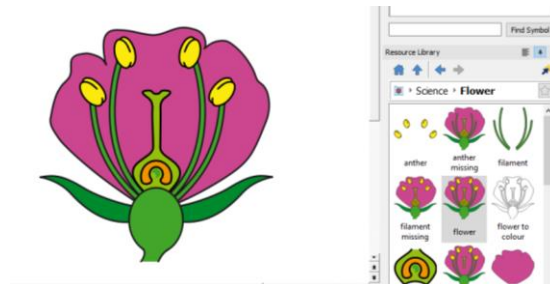 Find Symbol
Resource Library
Science › Flower
anther
anther missing
filament
filament missing
flower
flower to colour